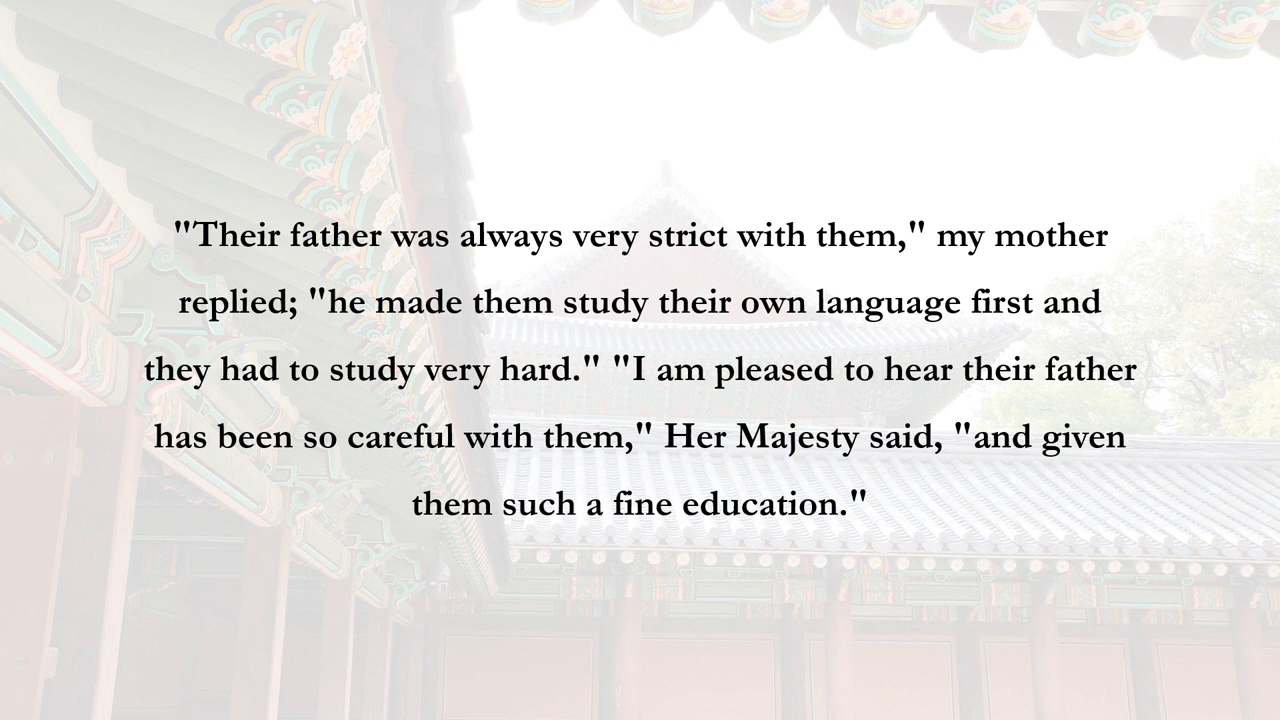 "Their father was always very strict with them," my mother
replied; "he made them study their own language first and
they had to study very hard." "I am pleased to hear their father
has been so careful with them," Her Majesty said, "and given
them such a fine education."